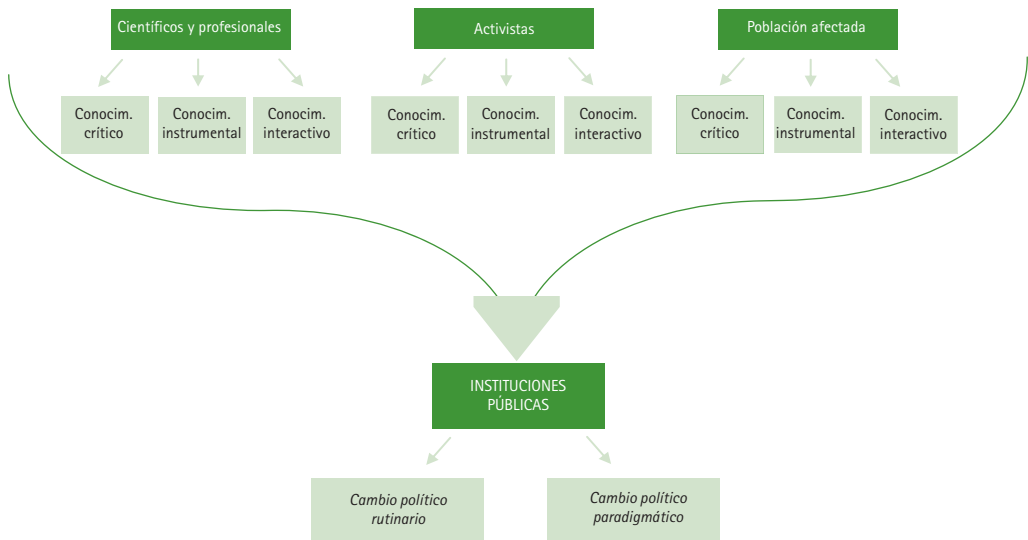 Científicos y profesionales
Activistas
Población afectada
Conocim.
crítico
Conocim.
instrumental
Conocim.
interactivo
Conocim.
crítico
Conocim.
instrumental
Conocim.
interactivo
Conocim.
crítico
Conocim.
instrumental
Conocim.
interactivo
INSTITUCIONES
PÚBLICAS
Cambio político
rutinario
Cambio político
paradigmático